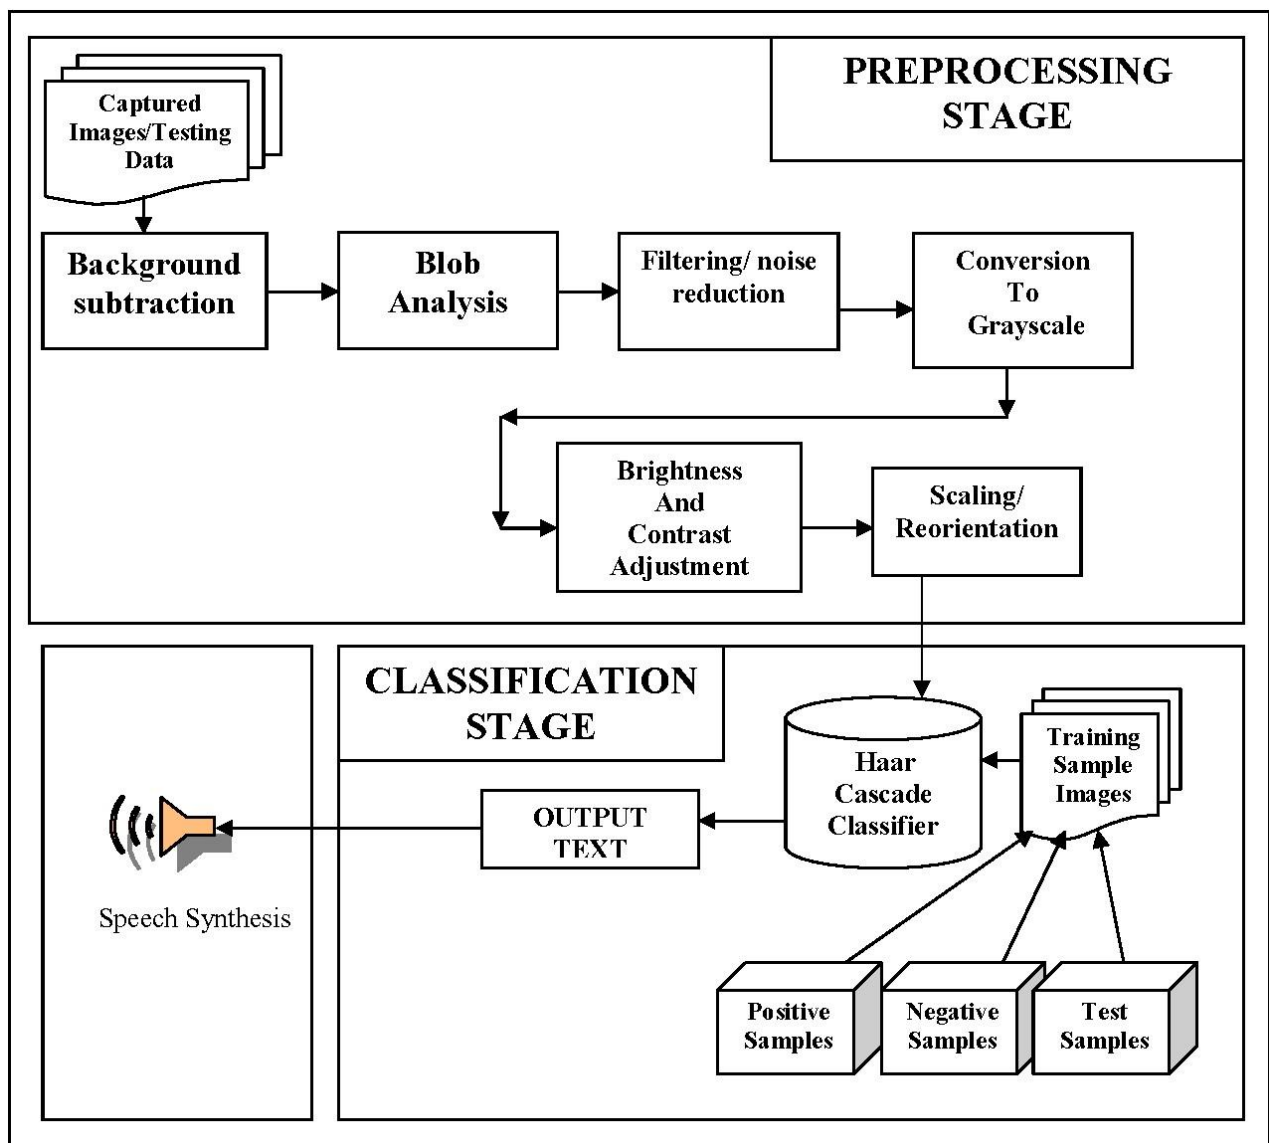 PREPROCESSING
STAGE
Captured
Images/Testing
Data
Background
subtraction
Blob
Analysis
Filtering/ noise
reduction
Conversion
To
Grayscale
Brightness
And
Contrast
Adjustment
Scaling/
Reorientation
CLASSIFICATION
STAGE
Haar
Cascade
Classifier
Training
Sample
Images
OUTPUT
TEXT
Speech Synthesis
Positive
Samples
Negative
Samples
Test
Samples